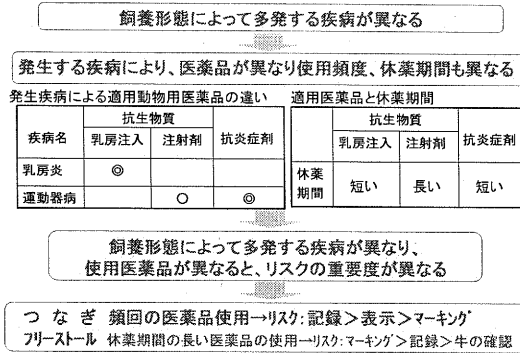 飼養形態によって多発する疾病が異なる
発生する疾病により、医薬品が異なり使用頻度、休薬期間も異なる
発生疾病による適用動物用医薬品の違い
疾病名
抗生物質
抗炎症剤
乳房注入
注射剤
乳房炎
◎
運動器病
○
◎
適用医薬品と休薬期間
抗生物質
抗炎症剤
乳房注入
注射剤
休薬
期間
短い
長い
短い
飼養形態によって多発する疾病が異なり、
使用医薬品が異なると、リスクの重要度が異なる
つなぎ 頻回の医薬品使用→リスク:記録>表示>マーキング
フリーストール 休薬期間の長い医薬品の使用→リスク:マーキング>記録>牛の確認